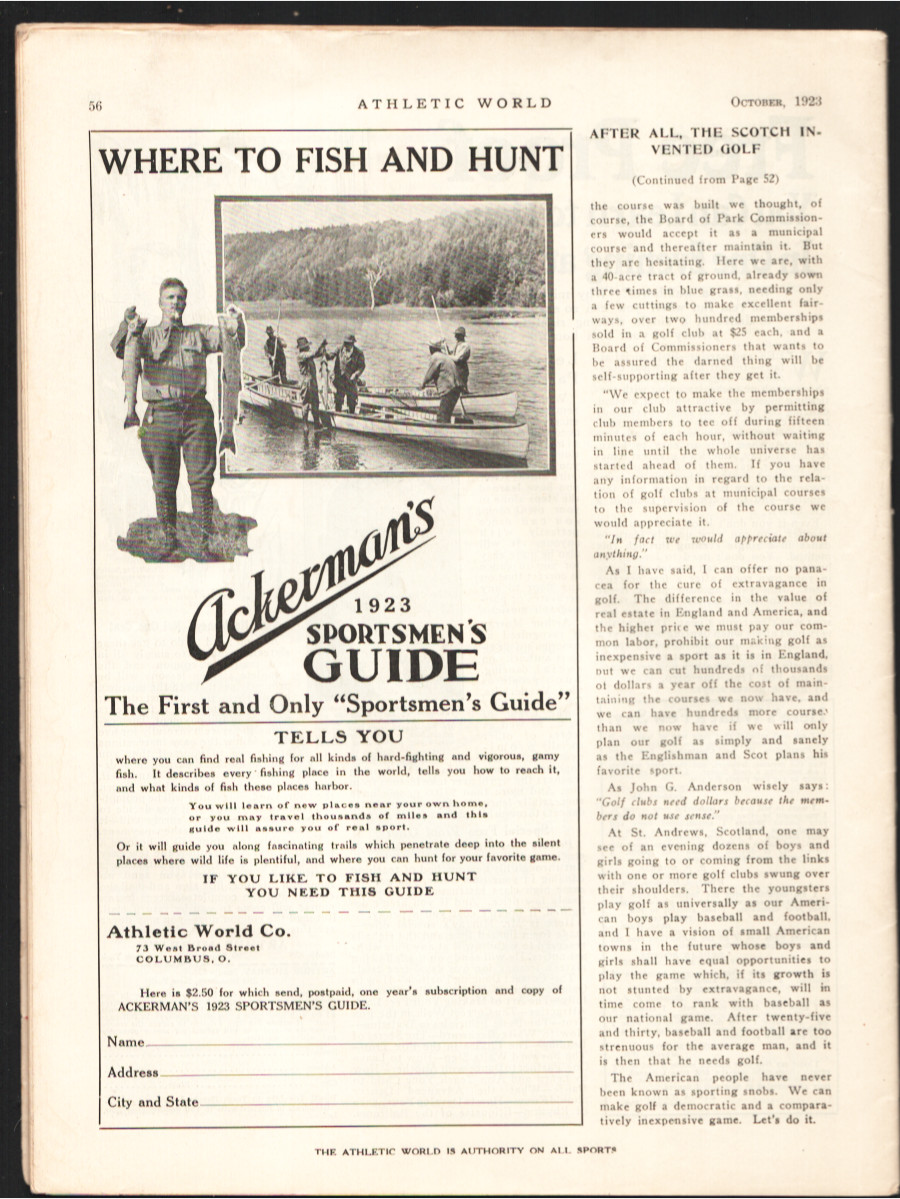 56
ATHLETIC WORLD
OCTOBER, 1923
WHERE TO FISH AND HUNT
Ackerman's
1923
SPORTSMEN'S
GUIDE
The First and Only “Sportsmen's Guide”
TELLS YOU
where you can find real fishing for all kinds of hard-fighting and vigorous, gamy
fish. It describes every fishing place in the world, tells you how to reach it,
and what kinds of fish these places harbor.
You will learn of new places near your own home,
or you may travel thousands of miles and this
guide will assure you of real sport.
Or it will guide you along fascinating trails which penetrate deep into the silent
places where wild life is plentiful, and where you can hunt for your favorite game.
IF YOU LIKE TO FISH AND HUNT
YOU NEED THIS GUIDE
Athletic World Co.
73 West Broad Street
COLUMBUS, O.
Here is $2.50 for which send, postpaid, one year's subscription and copy of
ACKERMAN'S 1923 SPORTSMEN'S GUIDE.
Name
Address
City and State
AFTER ALL, THE SCOTCH IN-
VENTED GOLF
(Continued from Page 52)
the course was built we thought, of
course, the Board of Park Commission-
ers would accept it as a municipal
course and thereafter maintain it. But
they are hesitating. Here we are, with
a 40-acre tract of ground, already sown
three times in blue grass, needing only
a few cuttings to make excellent fair-
ways, over two hundred memberships
sold in a golf club at $25 each, and a
Board of Commissioners that wants to
be assured the darned thing will be
self-supporting after they get it.
“We expect to make the memberships
in our club attractive by permitting
club members to tee off during fifteen
minutes of each hour, without waiting
in line until the whole universe has
started ahead of them. If you have
any information in regard to the rela-
tion of golf clubs at municipal courses
to the supervision of the course we
would appreciate it.
“In fact we would appreciate about
anything.”
As I have said, I can offer no pana-
cea for the cure of extravagance in
golf. The difference in the value of
real estate in England and America, and
the higher price we must pay our com-
mon labor, prohibit our making golf as
inexpensive a sport as it is in England,
but we can cut hundreds of thousands
of dollars a year off the cost of main-
taining the courses we now have, and
we can have hundreds more courses
than we now have if we will only
plan our golf as simply and sanely
as the Englishman and Scot plans his
favorite sport.
As John G. Anderson wisely says:
“Golf clubs need dollars because the mem-
bers do not use sense.”
At St. Andrews, Scotland, one may
see of an evening dozens of boys and
girls going to or coming from the links
with one or more golf clubs swung over
their shoulders. There the youngsters
play golf as universally as our Ameri-
can boys play baseball and football,
and I have a vision of small American
towns in the future whose boys and
girls shall have equal opportunities to
play the game which, if its growth is
not stunted by extravagance, will in
time come to rank with baseball as
our national game. After twenty-five
and thirty, baseball and football are too
strenuous for the average man, and it
is then that he needs golf.
The American people have never
been known as sporting snobs. We can
make golf a democratic and a compara-
tively inexpensive game. Let's do it.
THE ATHLETIC WORLD IS AUTHORITY ON ALL SPORTS